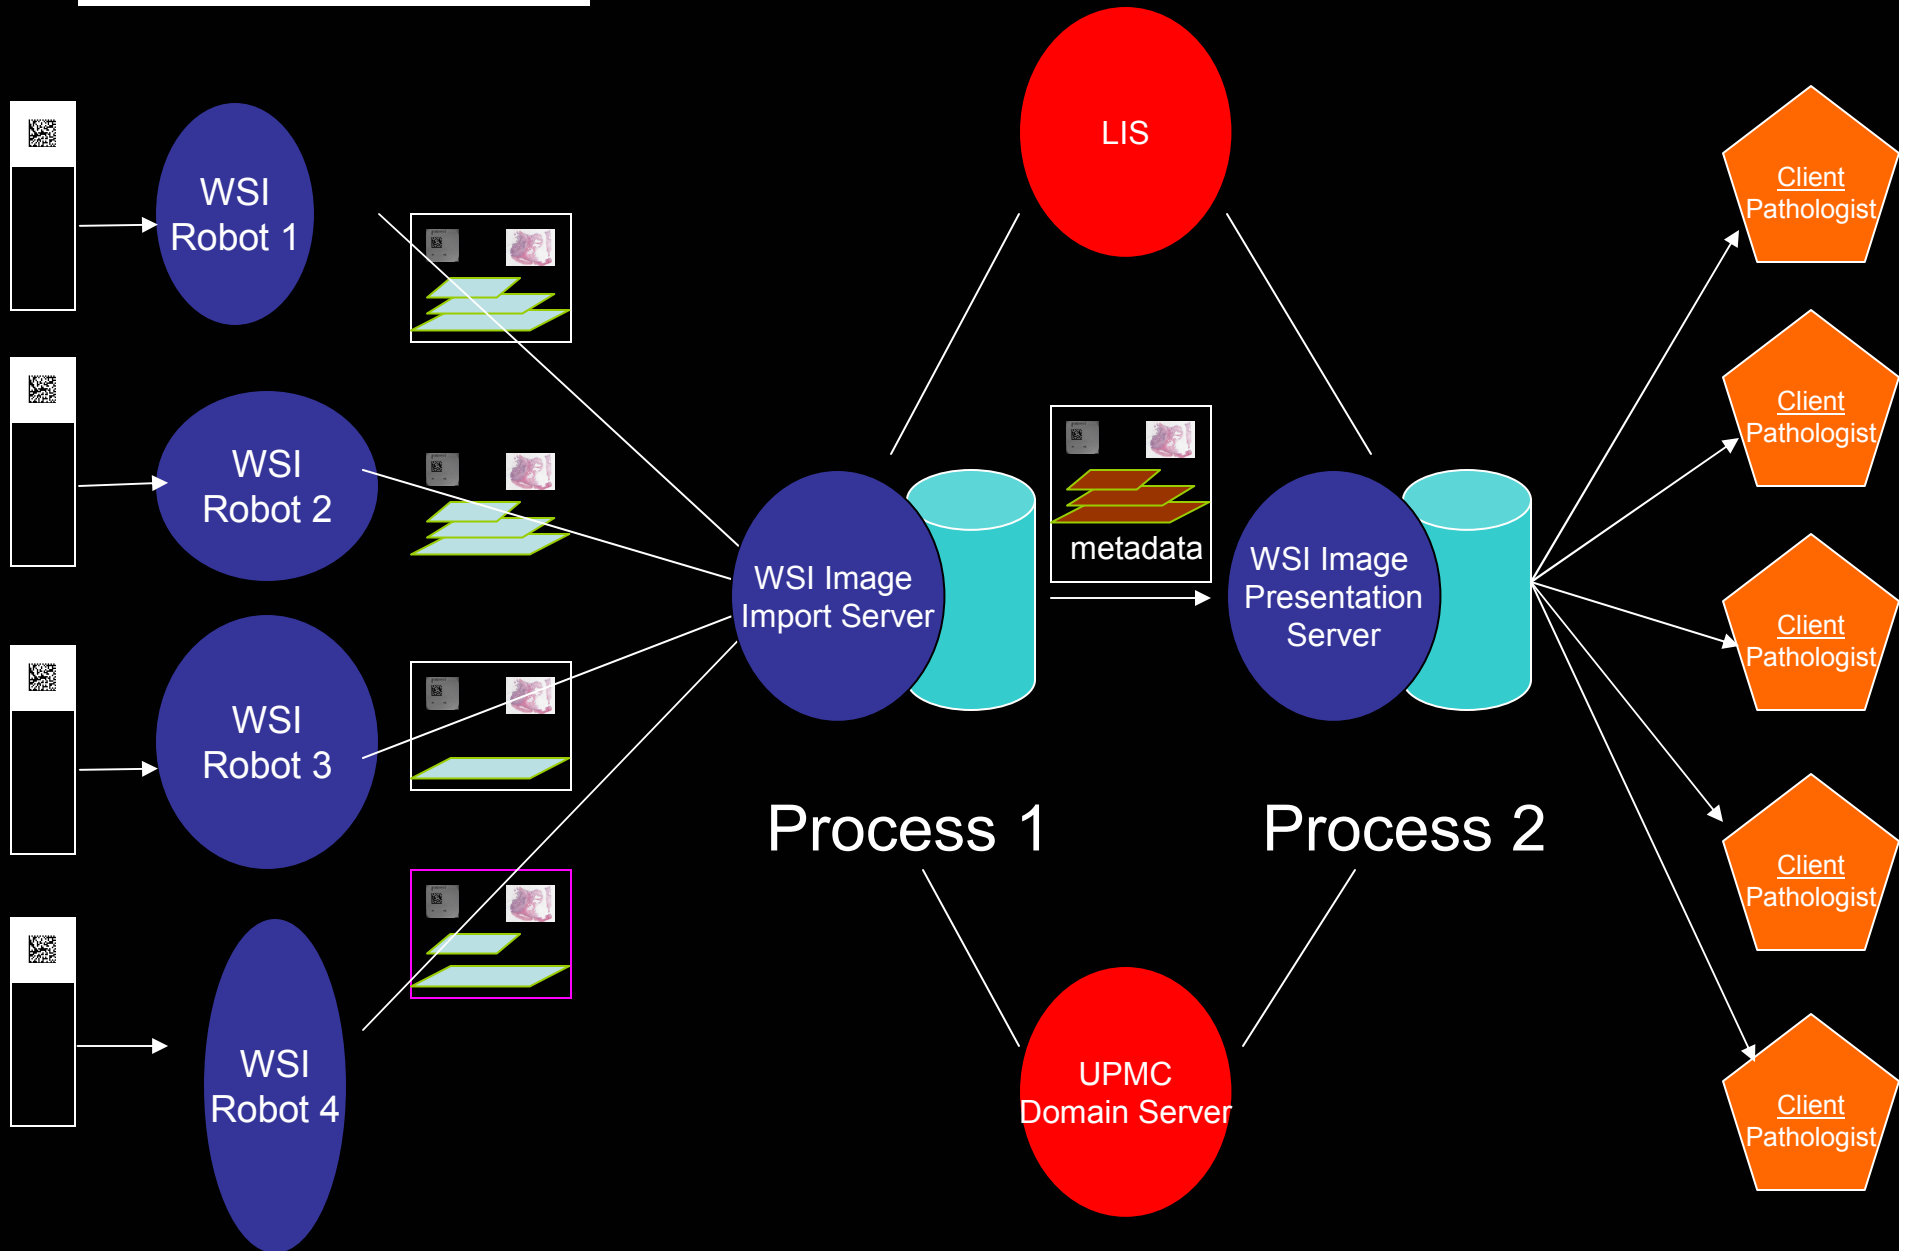 LIS
WSI
Robot 1
Client
Pathologist
WSI
Robot 2
Client
Pathologist
metadata
WSI Image
Import Server
WSI Image
Presentation
Server
Client
Pathologist
WSI
Robot 3
Process 1
Process 2
Client
Pathologist
WSI
Robot 4
UPMC
Domain Server
Client
Pathologist